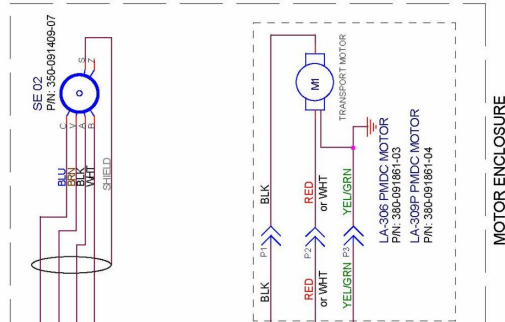 SE 02
P/N: 350-091409-07
S
Z
C
V
A
B
BLU
BRN
BLK
WHT
SHIELD
M1
TRANSPORT MOTOR
BLK
RED
or WHT
YEL/GRN
P1
P2
P3
BLK
RED
or WHT
YEL/GRN
LA-306 PMDC MOTOR
P/N: 380-091861-03
LA-309P PMDC MOTOR
P/N: 380-091861-04
MOTOR ENCLOSURE